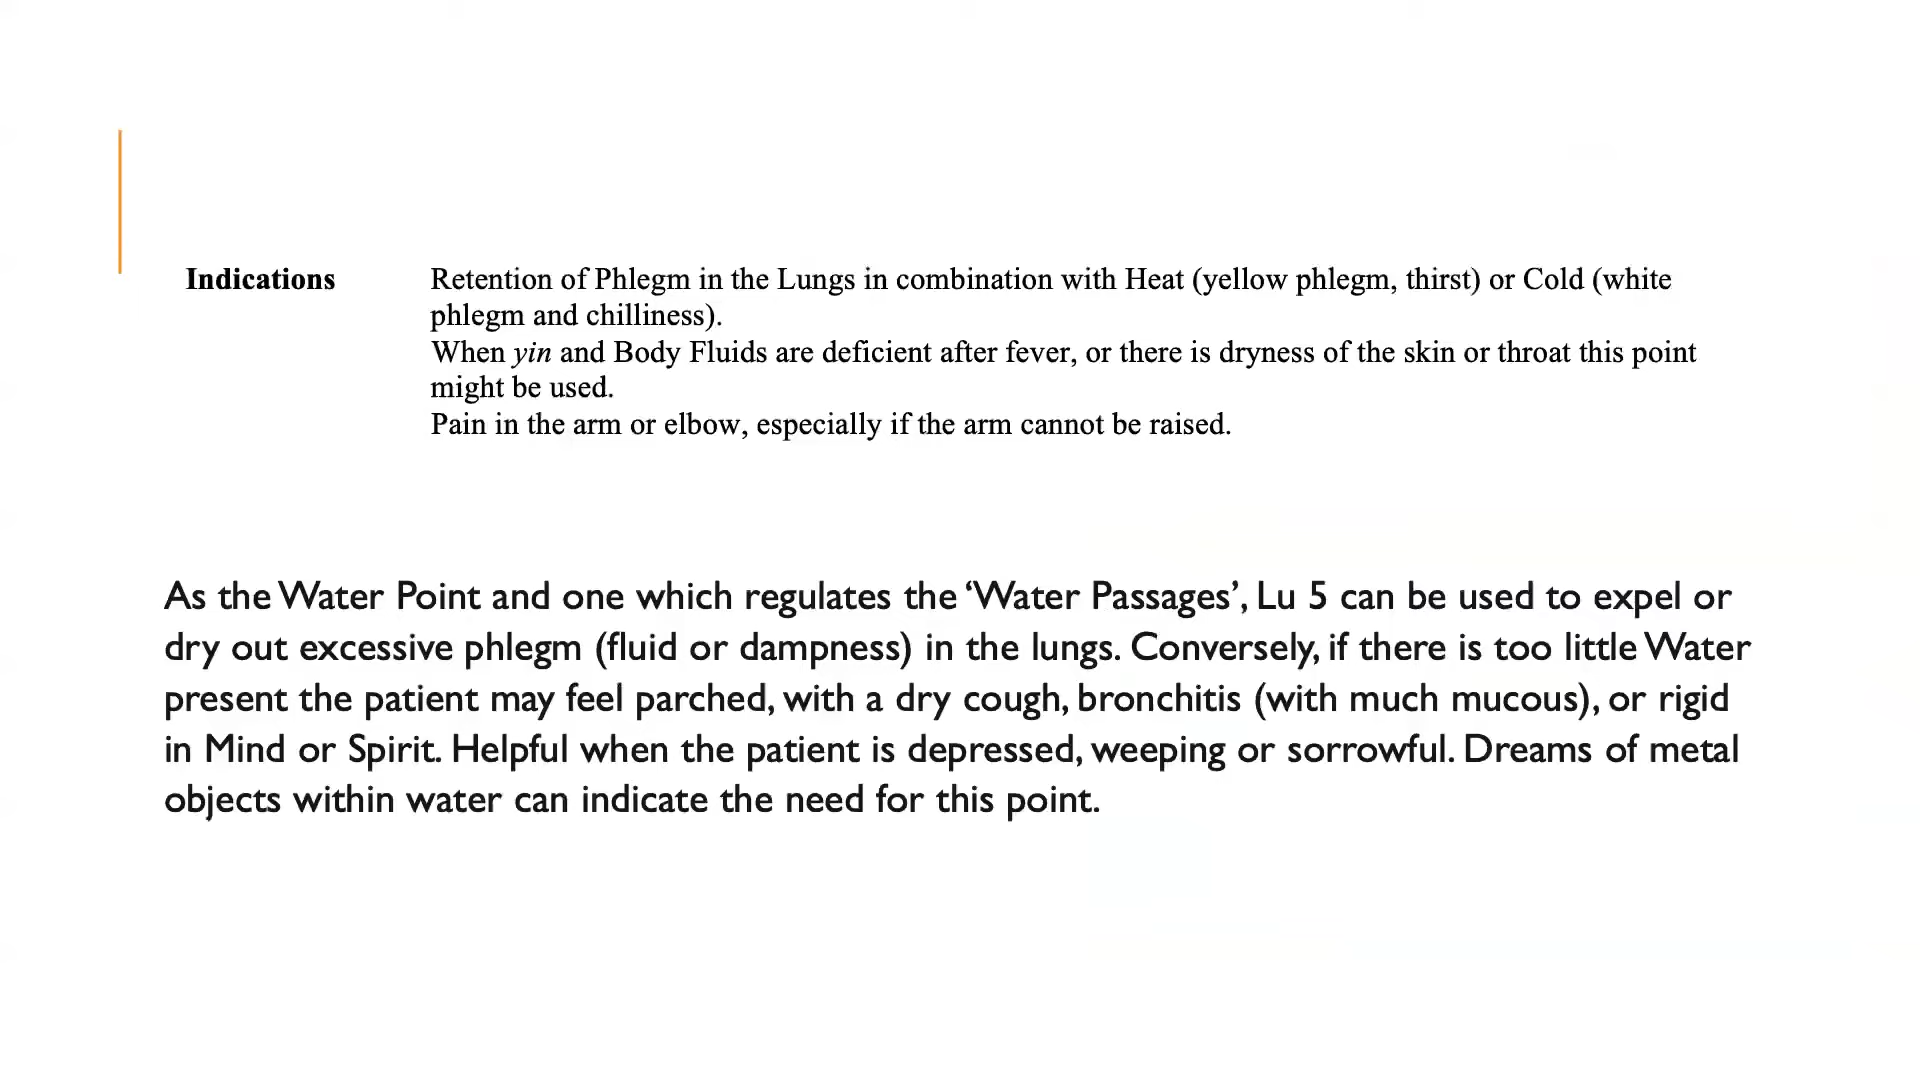 Indications
Retention of Phlegm in the Lungs in combination with Heat (yellow phlegm, thirst) or Cold (white
phlegm and chilliness).
When yin and Body Fluids are deficient after fever, or there is dryness of the skin or throat this point
might be used.
Pain in the arm or elbow, especially if the arm cannot be raised.
As the Water Point and one which regulates the ‘Water Passages’, Lu 5 can be used to expel or
dry out excessive phlegm (fluid or dampness) in the lungs. Conversely, if there is too little Water
present the patient may feel parched, with a dry cough, bronchitis (with much mucous), or rigid
in Mind or Spirit. Helpful when the patient is depressed, weeping or sorrowful. Dreams of metal
objects within water can indicate the need for this point.